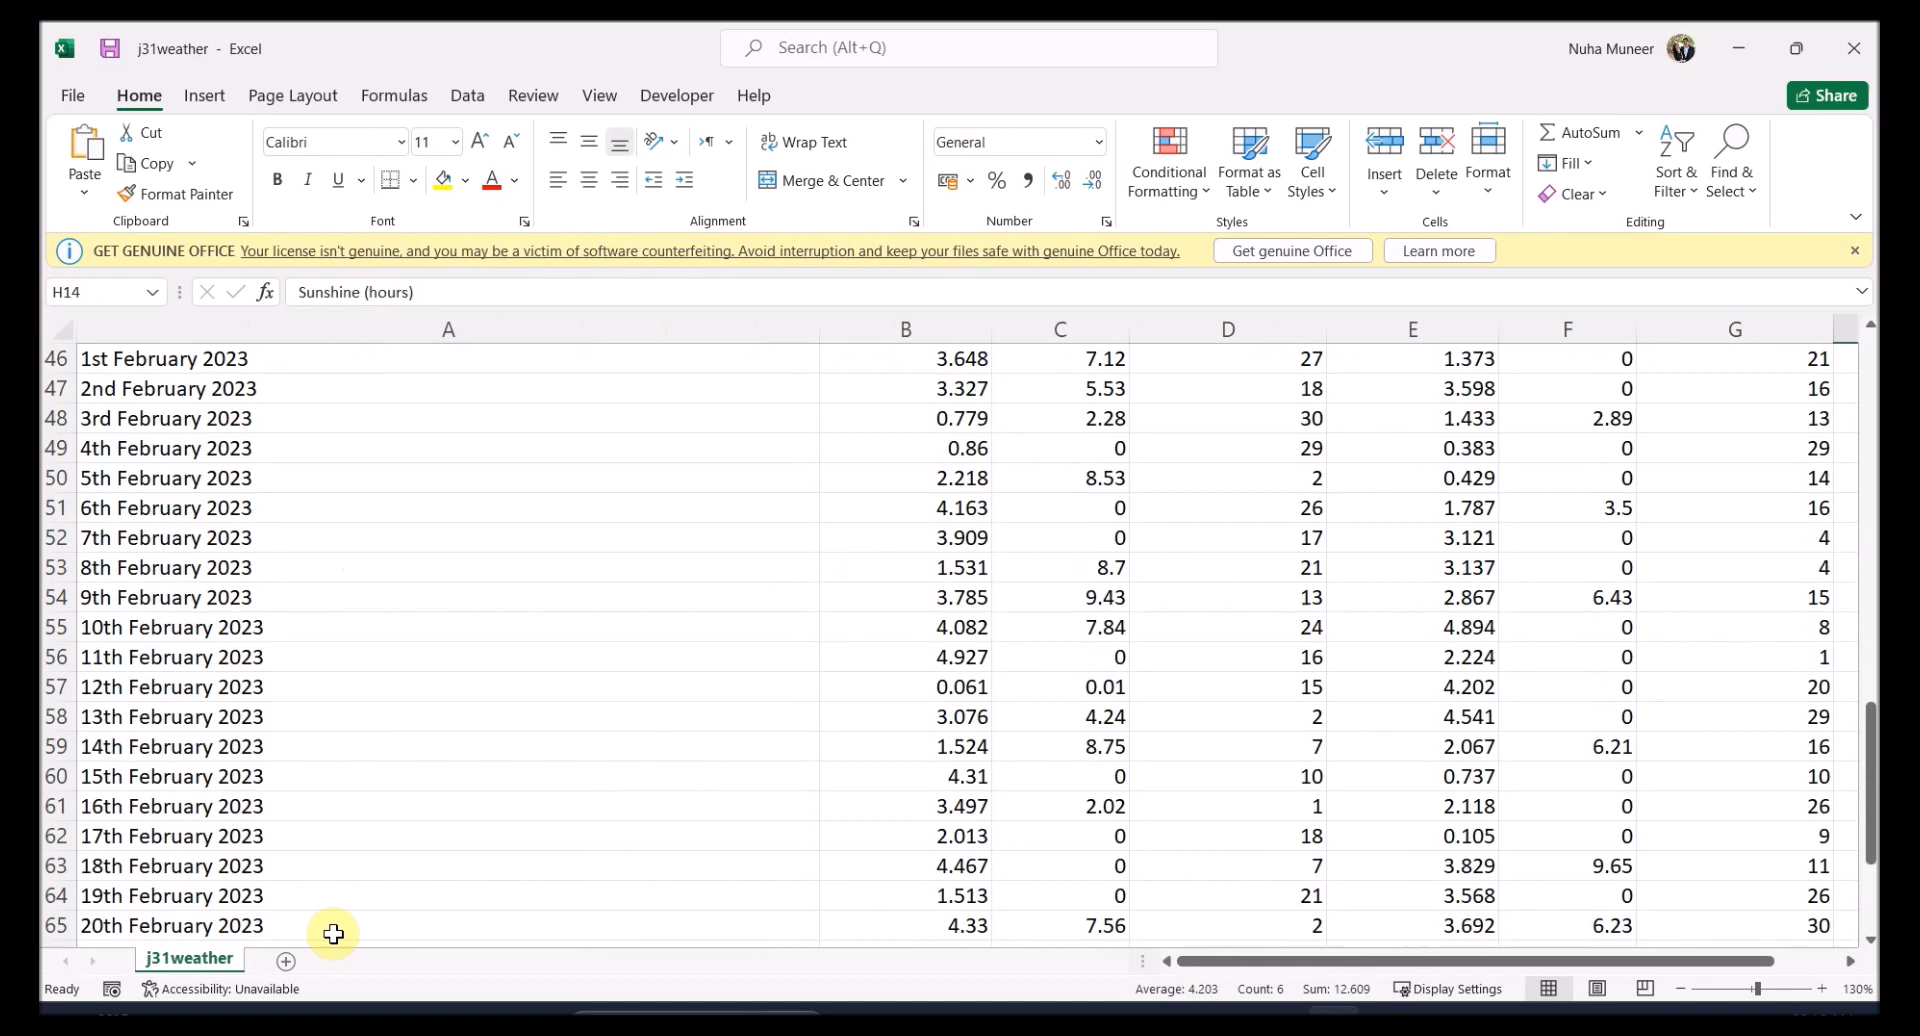 j31weather - Excel
Search (Alt+Q)
Nuha Muneer
File Home Insert Page Layout Formulas Data Review View Developer Help
Share
Paste
Cut
Copy
Format Painter
Clipboard
Calibri 11
B I U
Font
Wrap Text
Merge & Center
Alignment
General
Number
Conditional Formatting
Format as Table
Cell Styles
Styles
Insert Delete Format
Cells
AutoSum
Fill
Clear
Sort & Filter
Find & Select
Editing
GET GENUINE OFFICE Your license isn't genuine, and you may be a victim of software counterfeiting. Avoid interruption and keep your files safe with genuine Office today. Get genuine Office Learn more
H14 fx Sunshine (hours)
A B C D E F G
46 1st February 2023 3.648 7.12 27 1.373 0 21
47 2nd February 2023 3.327 5.53 18 3.598 0 16
48 3rd February 2023 0.779 2.28 30 1.433 2.89 13
49 4th February 2023 0.86 0 29 0.383 0 29
50 5th February 2023 2.218 8.53 2 0.429 0 14
51 6th February 2023 4.163 0 26 1.787 3.5 16
52 7th February 2023 3.909 0 17 3.121 0 4
53 8th February 2023 1.531 8.7 21 3.137 0 4
54 9th February 2023 3.785 9.43 13 2.867 6.43 15
55 10th February 2023 4.082 7.84 24 4.894 0 8
56 11th February 2023 4.927 0 16 2.224 0 1
57 12th February 2023 0.061 0.01 15 4.202 0 20
58 13th February 2023 3.076 4.24 2 4.541 0 29
59 14th February 2023 1.524 8.75 7 2.067 6.21 16
60 15th February 2023 4.31 0 10 0.737 0 10
61 16th February 2023 3.497 2.02 1 2.118 0 26
62 17th February 2023 2.013 0 18 0.105 0 9
63 18th February 2023 4.467 0 7 3.829 9.65 11
64 19th February 2023 1.513 0 21 3.568 0 26
65 20th February 2023 4.33 7.56 2 3.692 6.23 30
j31weather
Ready Accessibility: Unavailable Average: 4.203 Count: 6 Sum: 12.609 Display Settings 130%